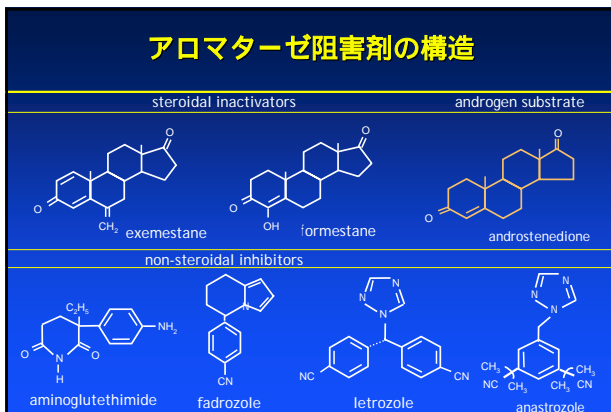 アロマターゼ阻害剤の構造
steroidal inactivators androgen substrate
O O O
O CH₂ exemestane
O OH formestane
O androstenedione
non-steroidal inhibitors
C₂H₅ NH₂ O N O H
aminoglutethimide
N CN
fadrozole
N N N NC CN
letrozole
N N N CH₃ CH₃ NC CH₃ CN CH₃
anastrozole